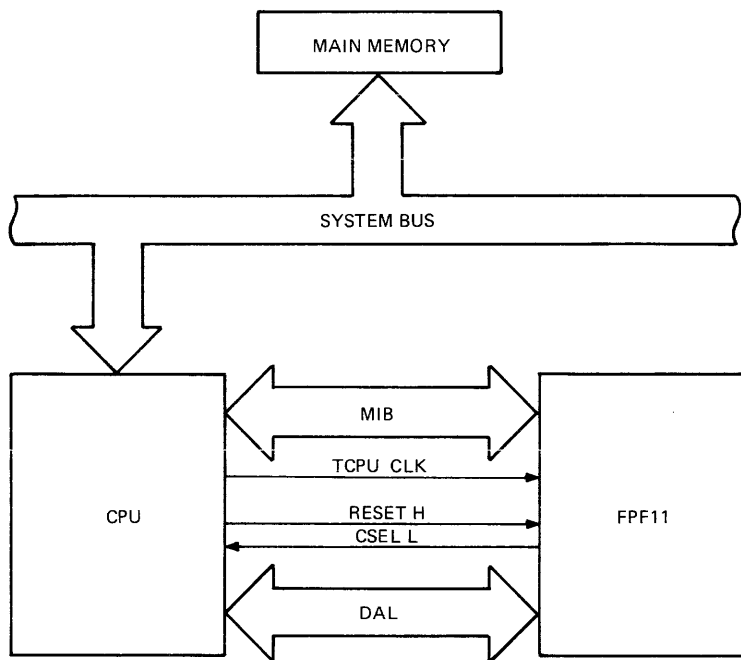 MAIN MEMORY
SYSTEM BUS
MIB
TCPU CLK
CPU
RESET H
FPF11
CSEL L
DAL